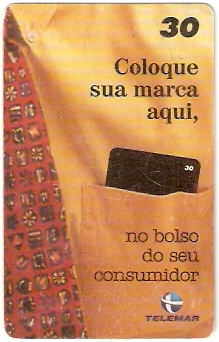 30
Coloque
sua marca
aqui,
30
no bolso
do seu
consumidor
TELEMAR